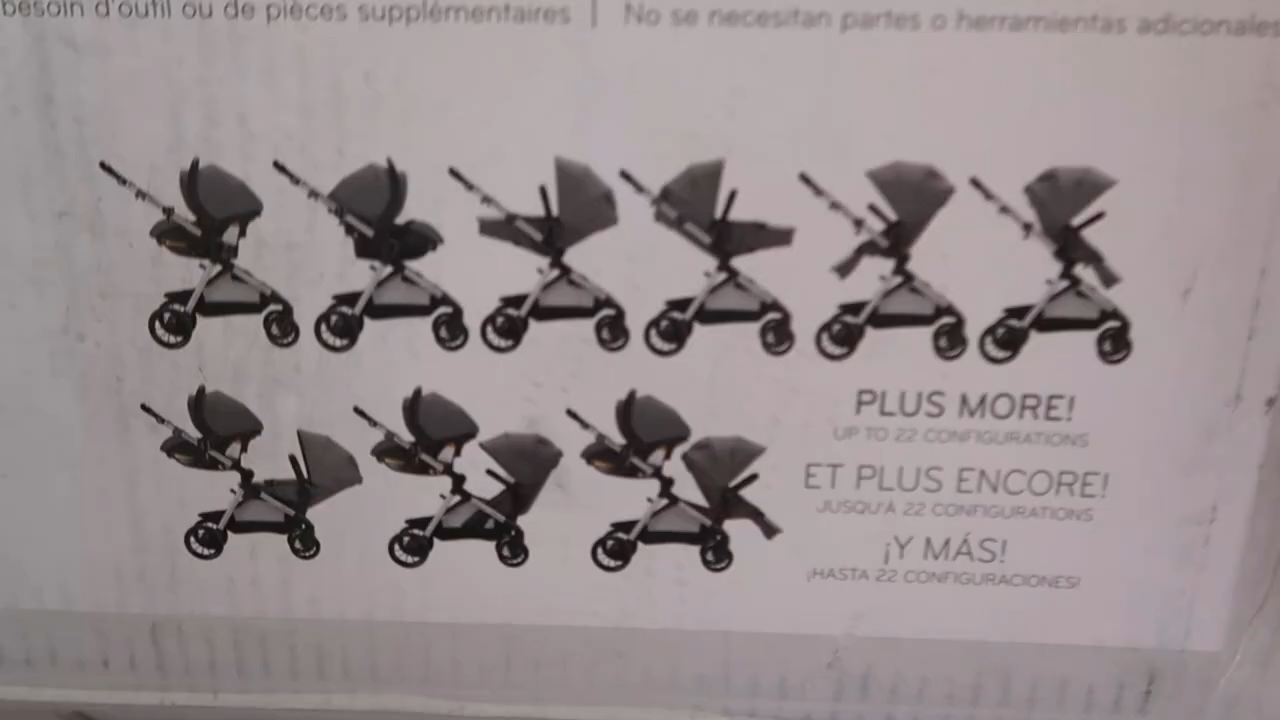 besoin d'outil ou de pièces supplémentaires | No se necesitan partes o herramientas adicionales
PLUS MORE!
UP TO 22 CONFIGURATIONS
ET PLUS ENCORE!
JUSQU'À 22 CONFIGURATIONS
¡Y MÁS!
¡HASTA 22 CONFIGURACIONES!